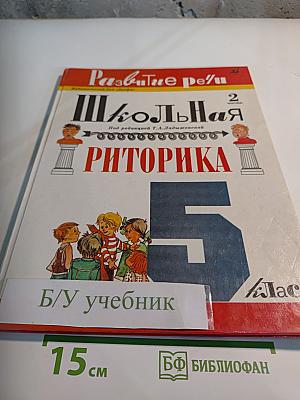 Развитие речи
ШКОЛЬНАЯ
2
Под редакцией Т.А.Ладыженской
РИТОРИКА
5
класс
Б/У учебник
15 см
БФ БИБЛИОФАН